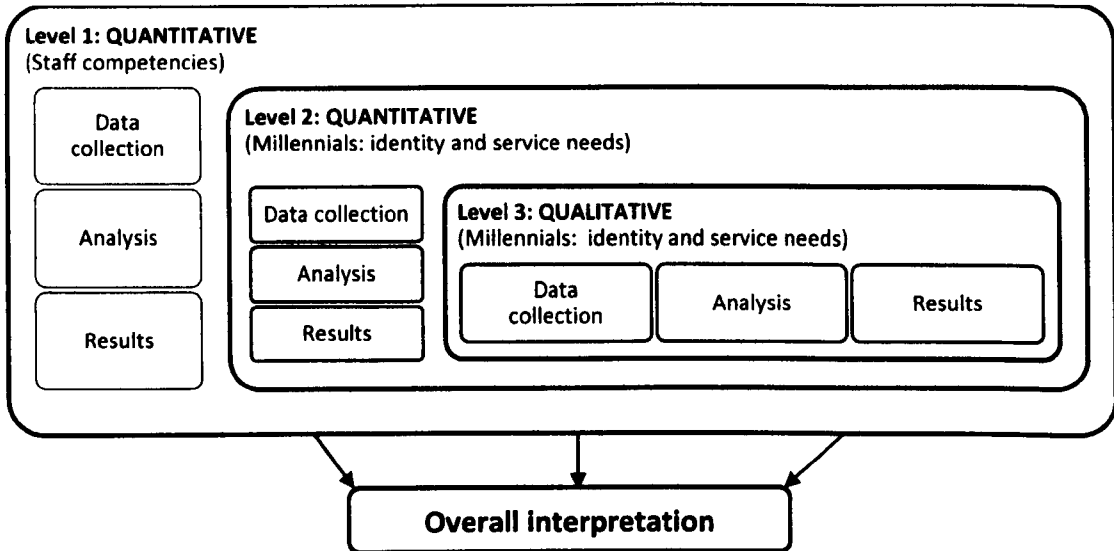 Level 1: QUANTITATIVE
(Staff competencies)
Data
collection
Analysis
Results
Level 2: QUANTITATIVE
(Millennials: identity and service needs)
Data collection
Analysis
Results
Level 3: QUALITATIVE
(Millennials: identity and service needs)
Data
collection
Analysis
Results
Overall interpretation